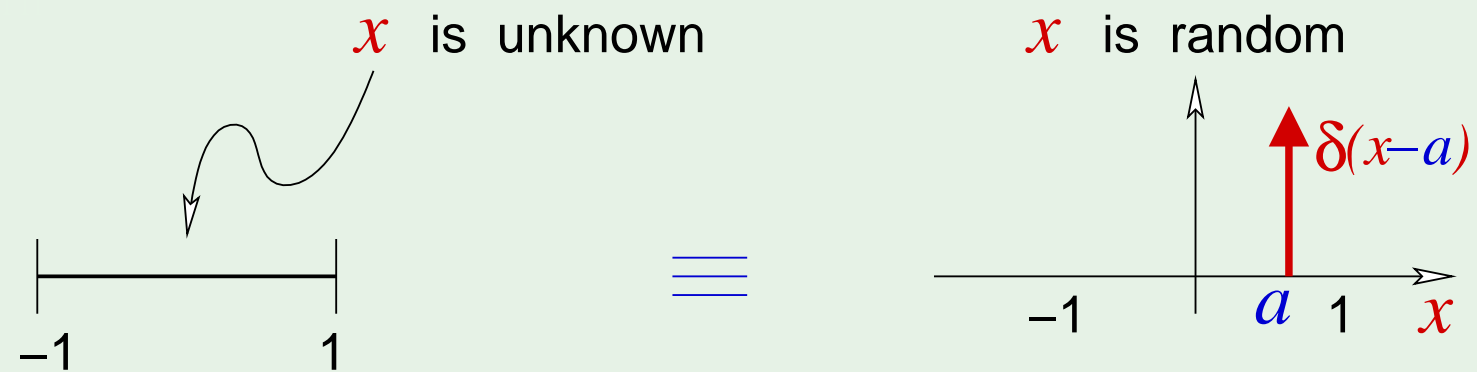 x is unknown
x is random
δ(x−a)
≡
−1 1
−1 a 1 x